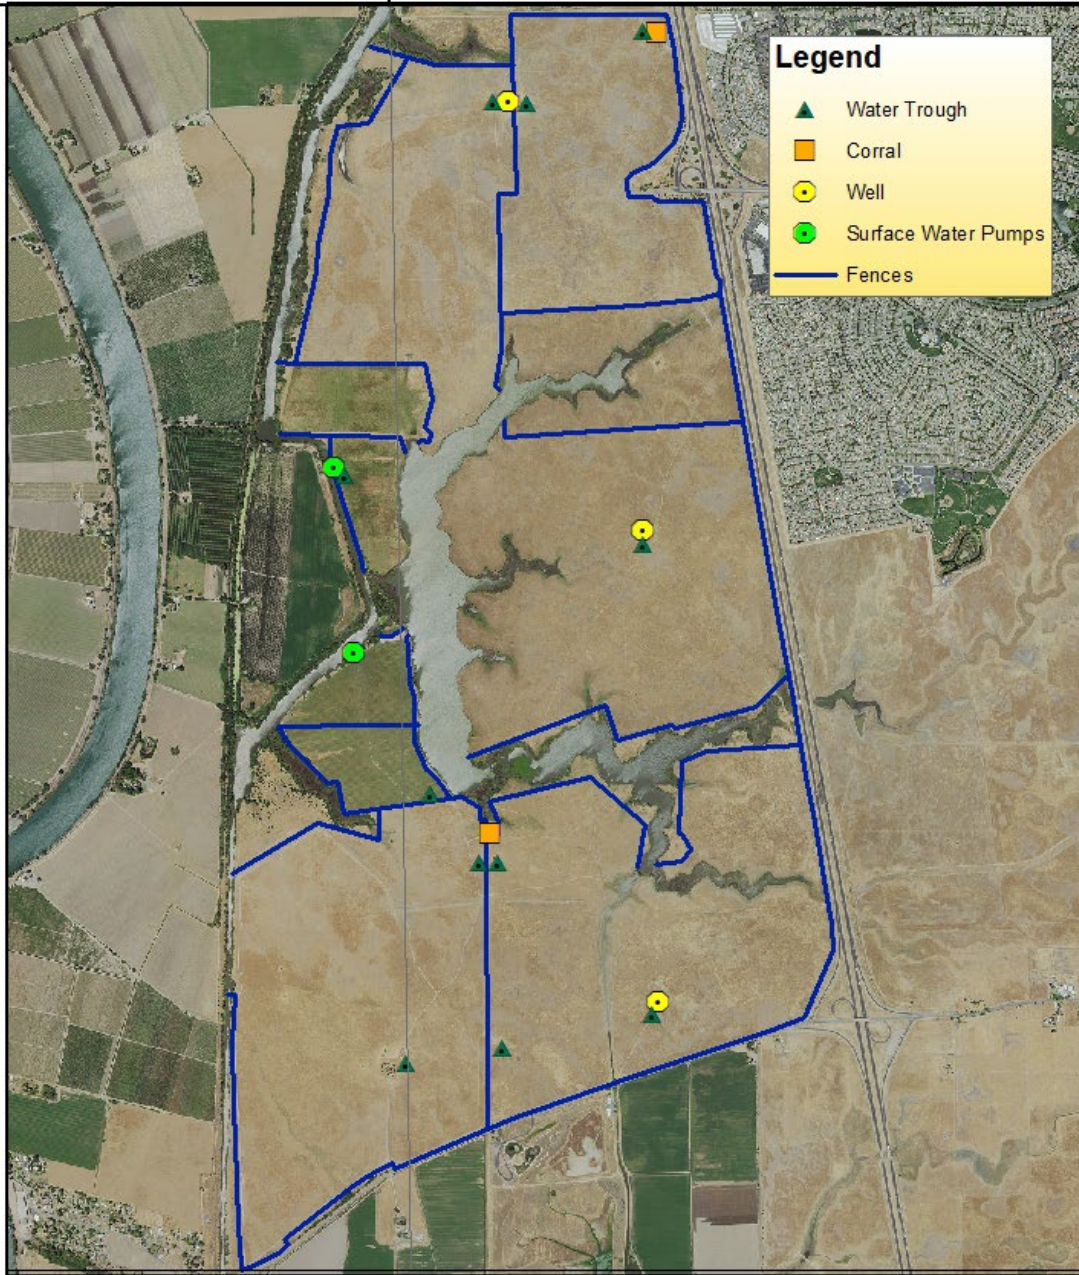 Legend
Water Trough
Corral
Well
Surface Water Pumps
Fences